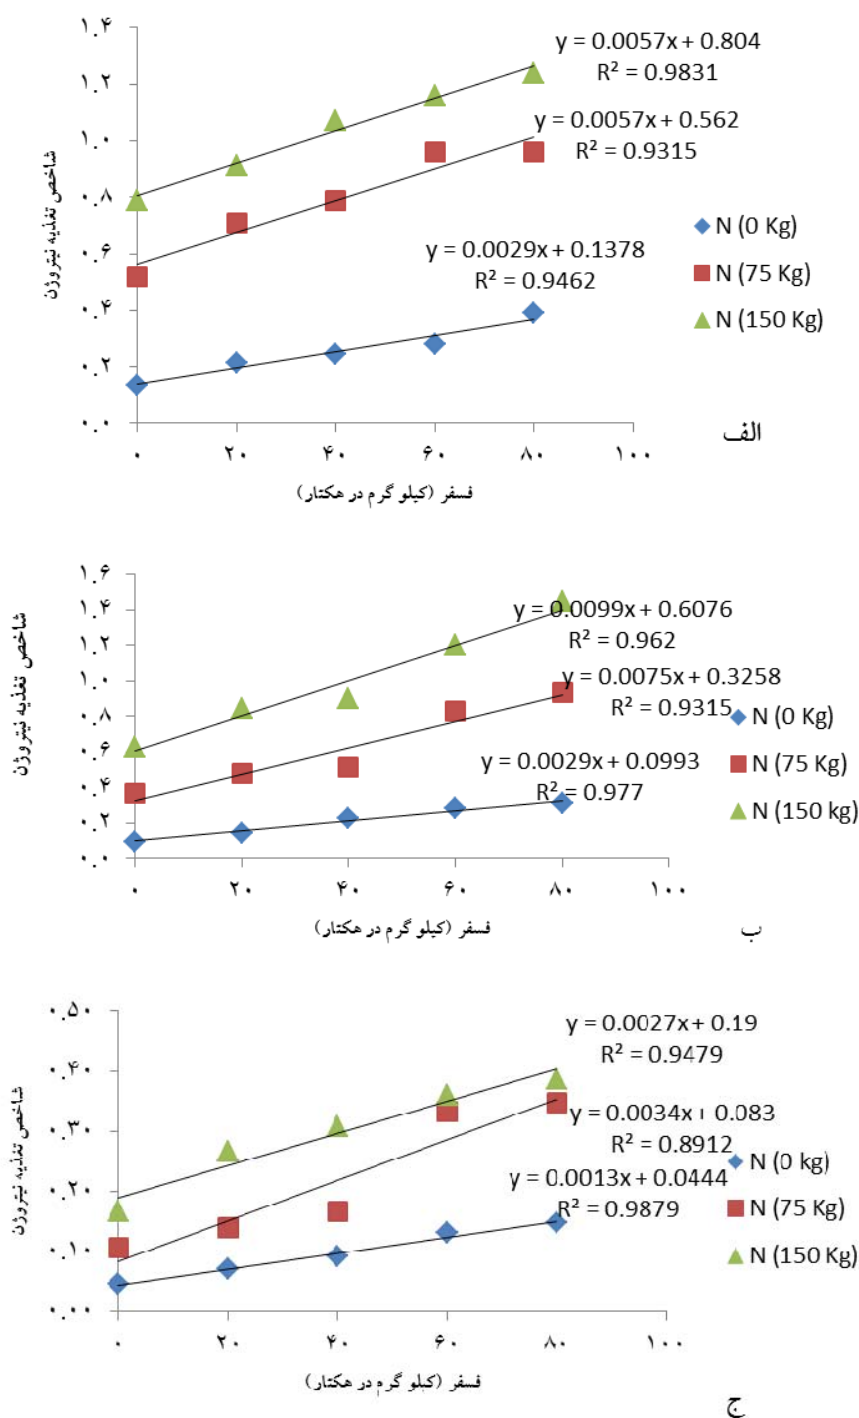 ۱.۴
۱.۲
۱.۰
۰.۸
۰.۶
۰.۴
۰.۲
۰.۰
شاخص تغذیه نیتروژن
y = 0.0057x + 0.804
R² = 0.9831
y = 0.0057x + 0.562
R² = 0.9315
y = 0.0029x + 0.1378
R² = 0.9462
N (0 Kg)
N (75 Kg)
N (150 Kg)
۰ ۲۰ ۴۰ ۶۰ ۸۰ ۱۰۰
فسفر (کیلو گرم در هکتار)
الف
۱.۶
۱.۴
۱.۲
۱.۰
۰.۸
۰.۶
۰.۴
۰.۲
۰.۰
شاخص تغذیه نیتروژن
y = 0.0099x + 0.6076
R² = 0.962
y = 0.0075x + 0.3258
R² = 0.9315
y = 0.0029x + 0.0993
R² = 0.977
N (0 Kg)
N (75 Kg)
N (150 kg)
۰ ۲۰ ۴۰ ۶۰ ۸۰ ۱۰۰
فسفر (کیلو گرم در هکتار)
ب
۰.۵۰
۰.۴۰
۰.۳۰
۰.۲۰
۰.۱۰
۰.۰۰
شاخص تغذیه نیتروژن
y = 0.0027x + 0.19
R² = 0.9479
y = 0.0034x + 0.083
R² = 0.8912
y = 0.0013x + 0.0444
R² = 0.9879
N (0 kg)
N (75 Kg)
N (150 Kg)
۰ ۲۰ ۴۰ ۶۰ ۸۰ ۱۰۰
فسفر (کیلو گرم در هکتار)
ج